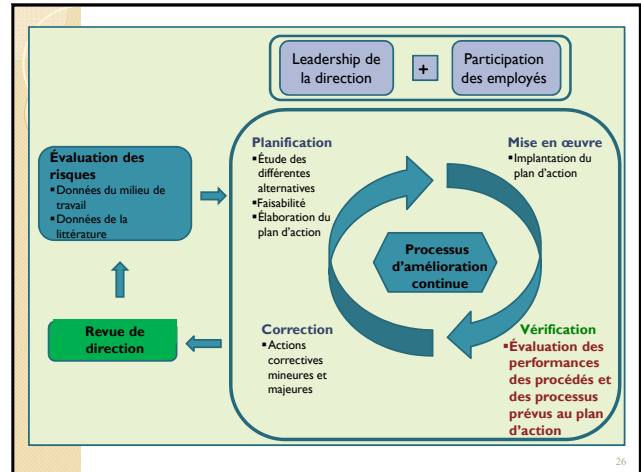 Leadership de
la direction
+
Participation
des employés
Évaluation des
risques
▪Données du milieu de
travail
▪Données de la
littérature
Planification
▪Étude des
différentes
alternatives
▪Faisabilité
▪Élaboration du
plan d’action
Mise en œuvre
▪Implantation du
plan d’action
Processus
d’amélioration
continue
Revue de
direction
Correction
▪Actions
correctives
mineures et
majeures
Vérification
▪Évaluation des
performances
des procédés et
des processus
prévus au plan
d’action
26